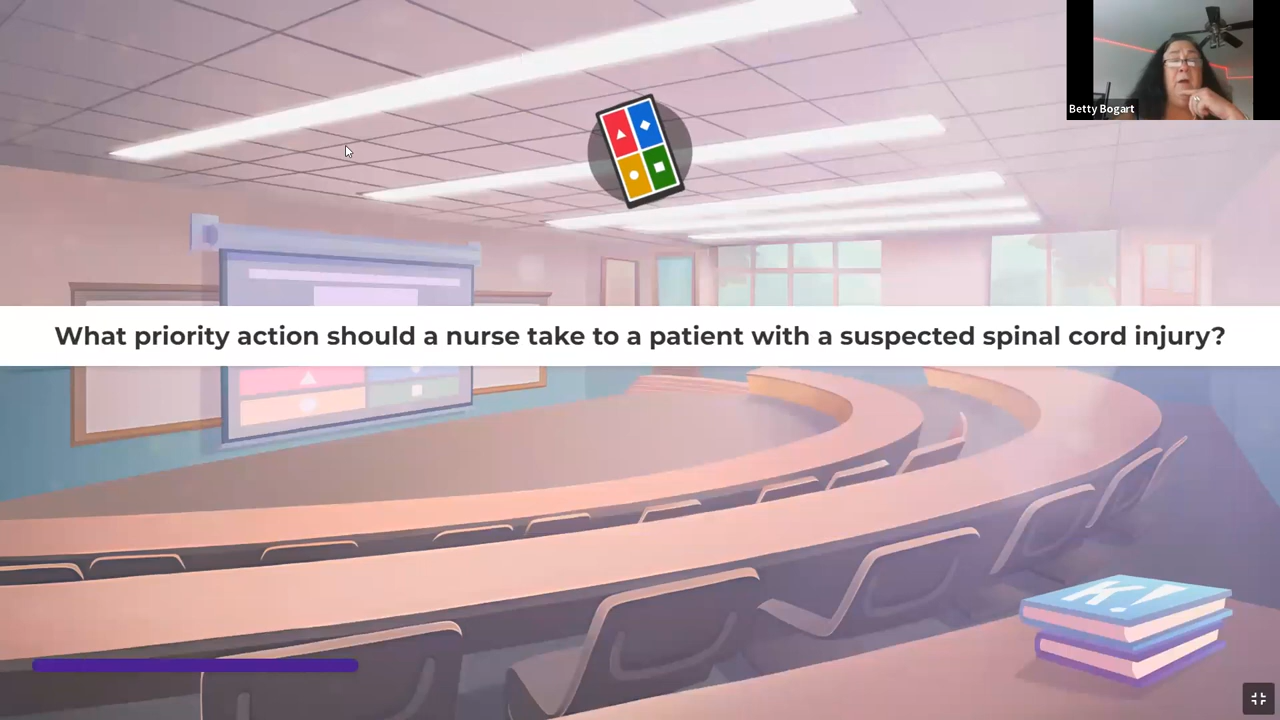 Betty Bogart
What priority action should a nurse take to a patient with a suspected spinal cord injury?
K!